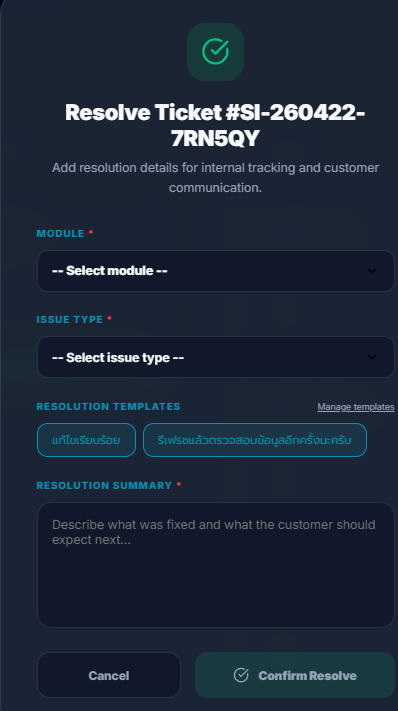 Resolve Ticket #SI-260422-
7RN5QY
Add resolution details for internal tracking and customer
communication.
MODULE *
-- Select module --
ISSUE TYPE *
-- Select issue type --
RESOLUTION TEMPLATES
Manage templates
แก้ไขเรียบร้อย
รีเฟรชแล้วตรวจสอบข้อมูลอีกครั้งนะครับ
RESOLUTION SUMMARY *
Describe what was fixed and what the customer should
expect next...
Cancel
Confirm Resolve